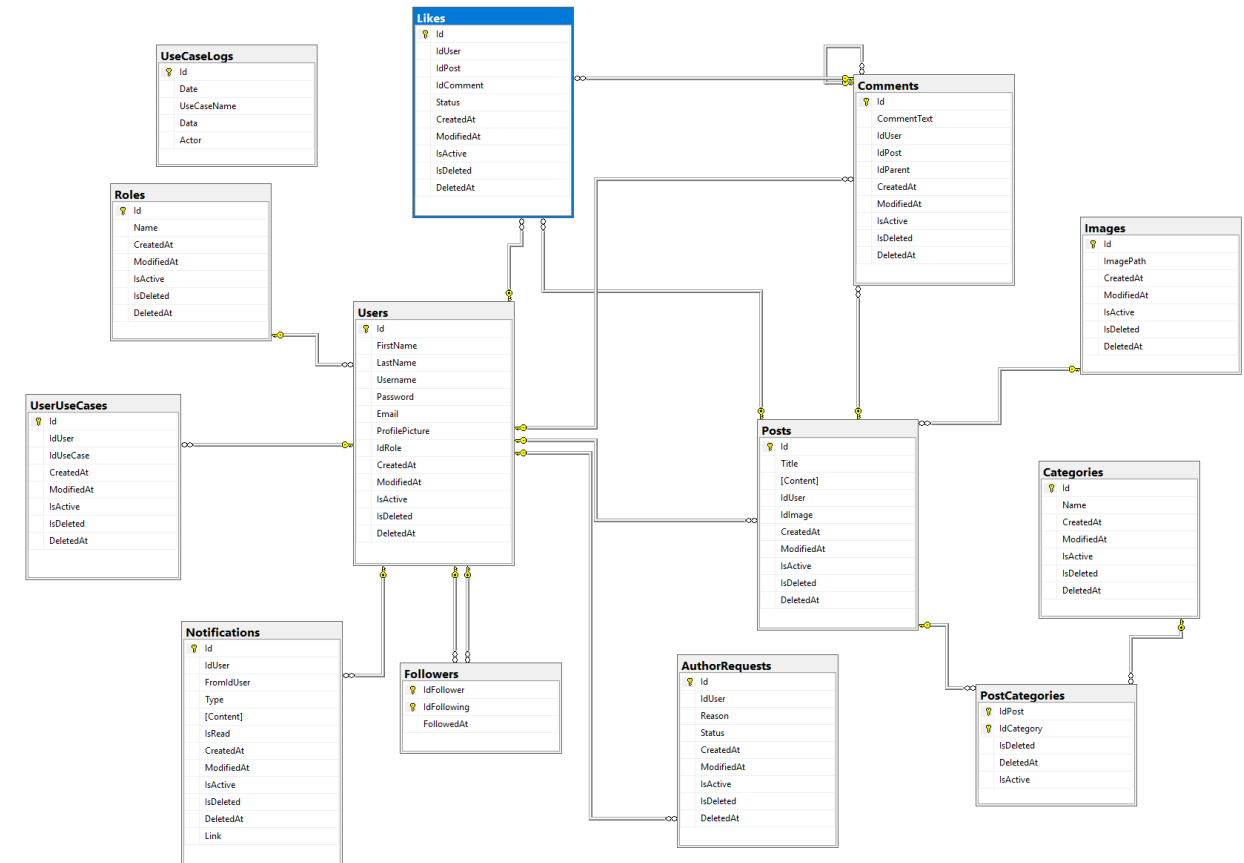 Likes
Id
IdUser
IdPost
IdComment
Status
CreatedAt
ModifiedAt
IsActive
IsDeleted
DeletedAt
UseCaseLogs
Id
Date
UseCaseName
Data
Actor
Comments
Id
CommentText
IdUser
IdPost
IdParent
CreatedAt
ModifiedAt
IsActive
IsDeleted
DeletedAt
Roles
Id
Name
CreatedAt
ModifiedAt
IsActive
IsDeleted
DeletedAt
Images
Id
ImagePath
CreatedAt
ModifiedAt
IsActive
IsDeleted
DeletedAt
Users
Id
FirstName
LastName
Username
Password
Email
ProfilePicture
IdRole
CreatedAt
ModifiedAt
IsActive
IsDeleted
DeletedAt
UserUseCases
Id
IdUser
IdUseCase
CreatedAt
ModifiedAt
IsActive
IsDeleted
DeletedAt
Posts
Id
Title
[Content]
IdUser
IdImage
CreatedAt
ModifiedAt
IsActive
IsDeleted
DeletedAt
Categories
Id
Name
CreatedAt
ModifiedAt
IsActive
IsDeleted
DeletedAt
Notifications
Id
IdUser
FromIdUser
Type
[Content]
IsRead
CreatedAt
ModifiedAt
IsActive
IsDeleted
DeletedAt
Link
Followers
IdFollower
IdFollowing
FollowedAt
AuthorRequests
Id
IdUser
Reason
Status
CreatedAt
ModifiedAt
IsActive
IsDeleted
DeletedAt
PostCategories
IdPost
IdCategory
IsDeleted
DeletedAt
IsActive